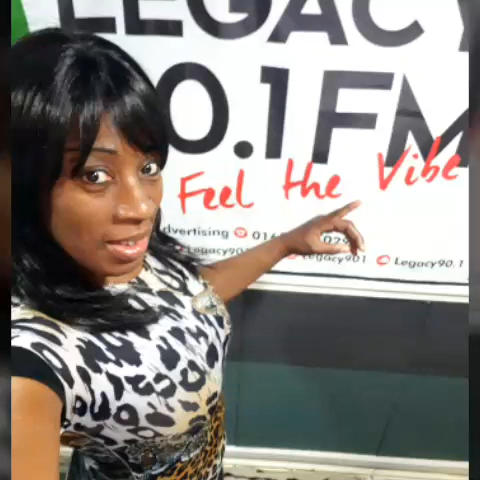 LEGACY
0.1FM
Feel the Vibe
dvertising
Legacy901 Legacy90.1